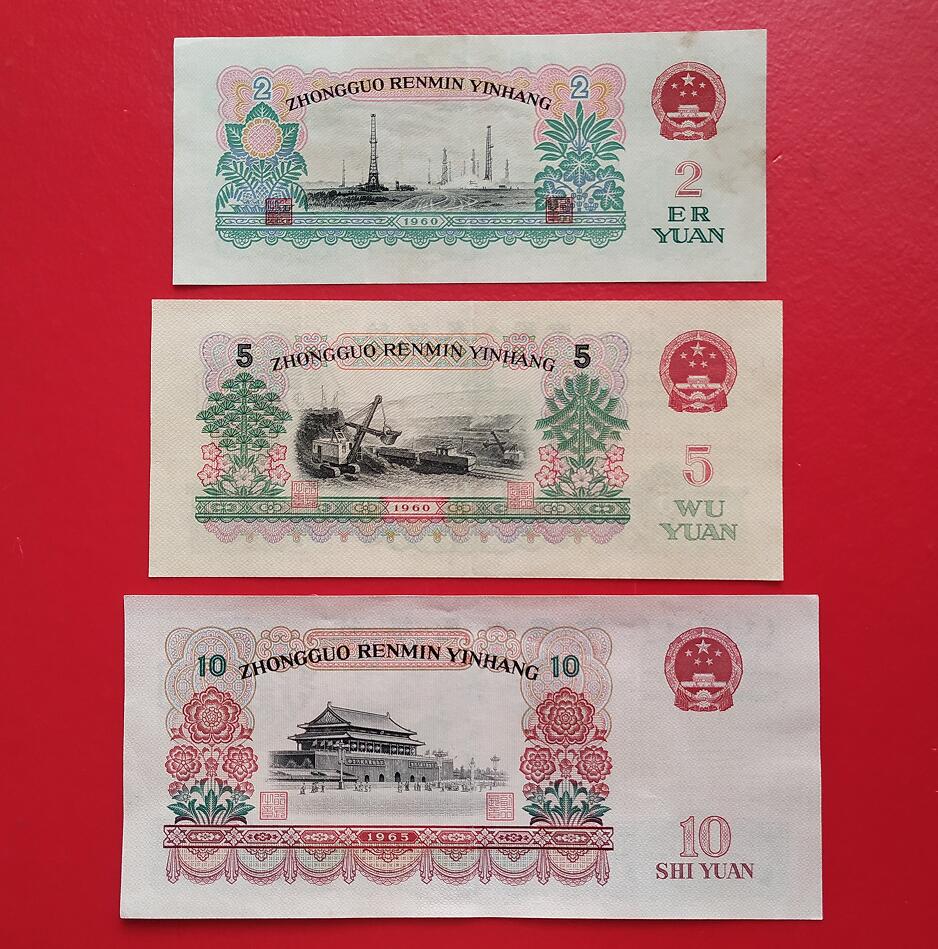 2 ZHONGGUO RENMIN YINHANG 2
2
ER
YUAN
1960
5 ZHONGGUO RENMIN YINHANG 5
5
WU
YUAN
1960
10 ZHONGGUO RENMIN YINHANG 10
10
SHI YUAN
1965